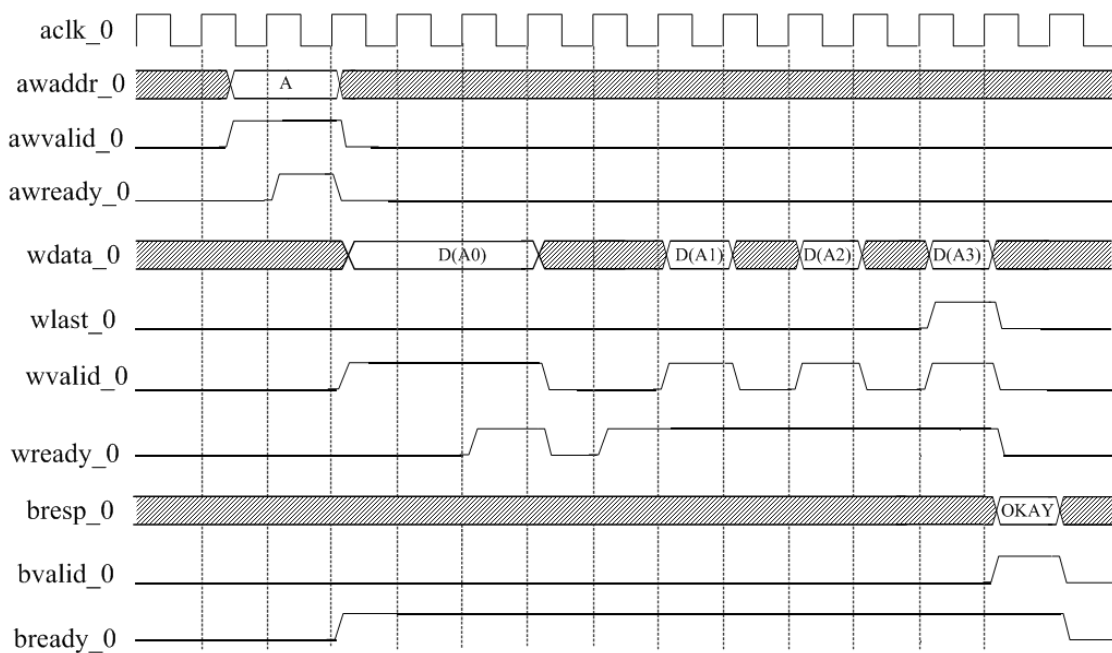 aclk_0
awaddr_0 A
awvalid_0
awready_0
wdata_0 D(A0) D(A1) D(A2) D(A3)
wlast_0
wvalid_0
wready_0
bresp_0 OKAY
bvalid_0
bready_0